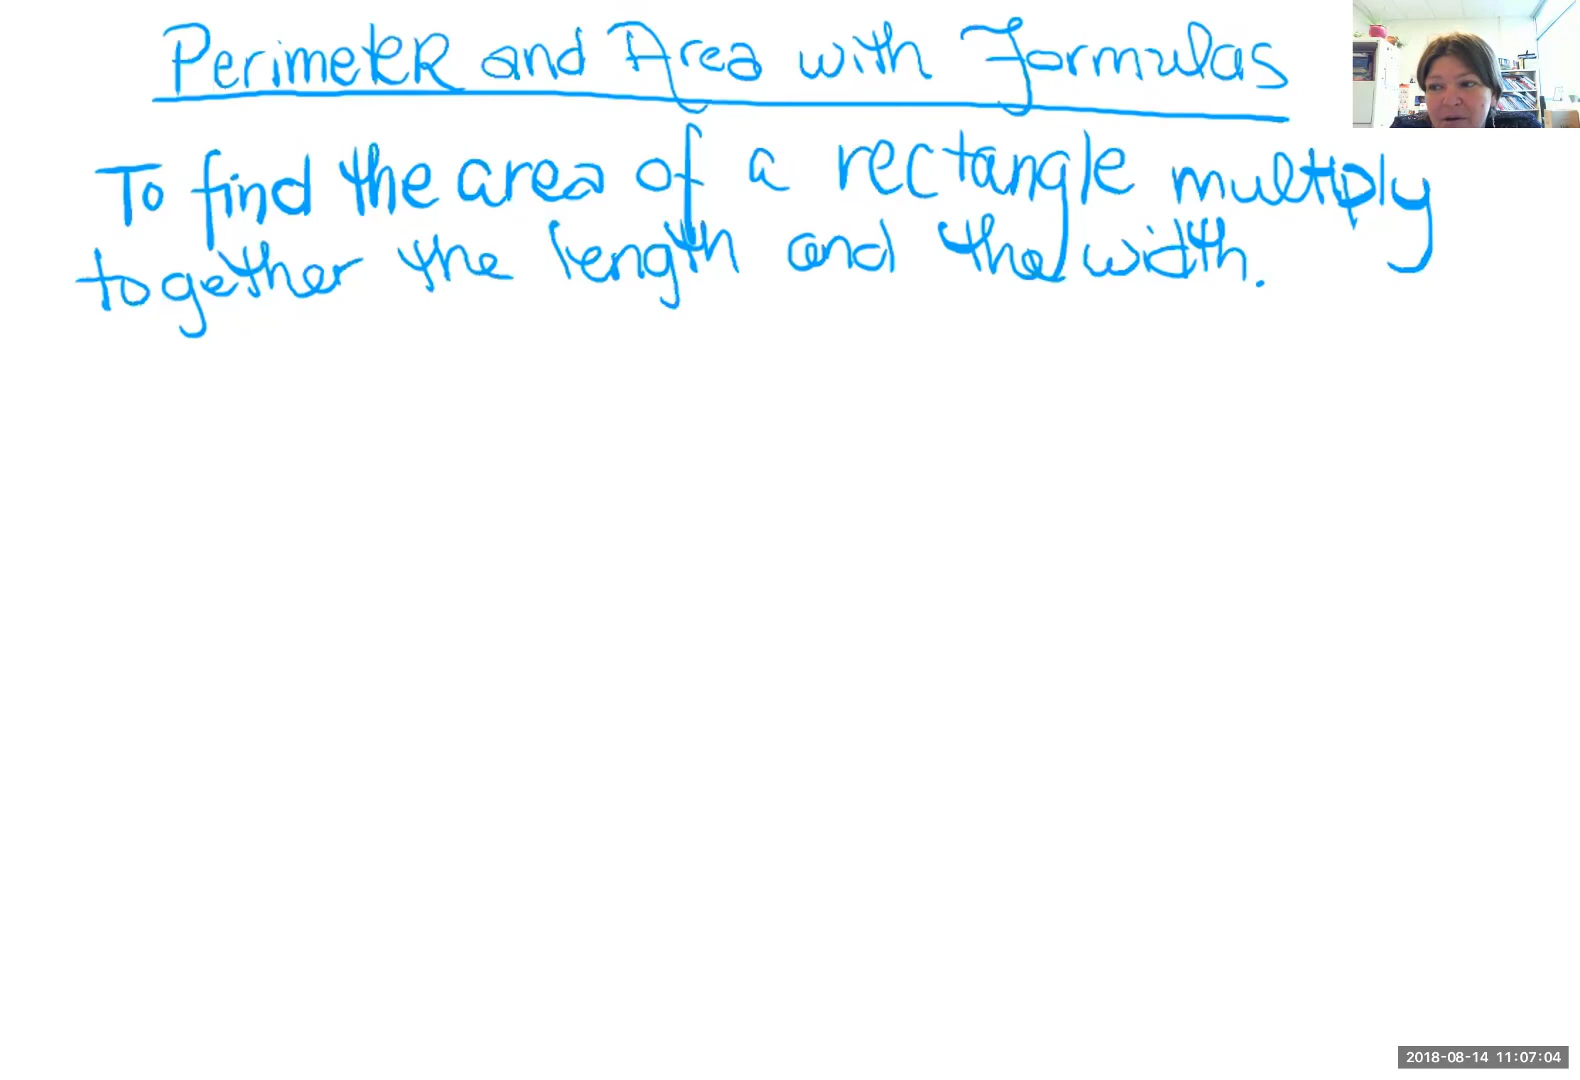 Perimeter and Area with Formulas
To find the area of a rectangle multiply
together the length and the width.
2018-08-14 11:07:04